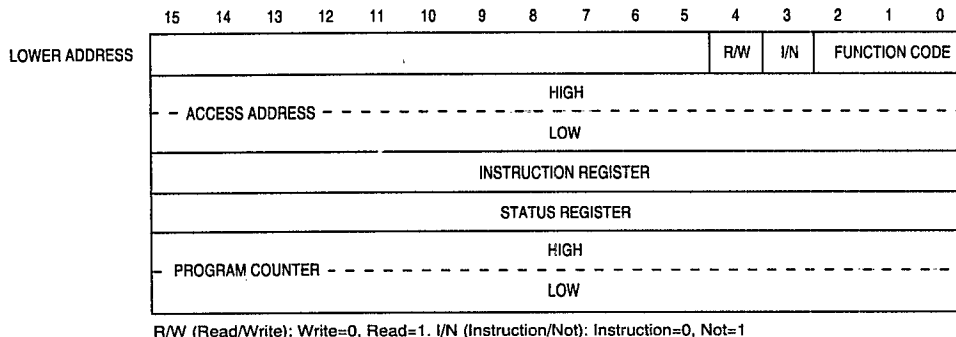 15 14 13 12 11 10 9 8 7 6 5 4 3 2 1 0
LOWER ADDRESS R/W I/N FUNCTION CODE
HIGH
ACCESS ADDRESS
LOW
INSTRUCTION REGISTER
STATUS REGISTER
HIGH
PROGRAM COUNTER
LOW
R/W (Read/Write): Write=0, Read=1. I/N (Instruction/Not): Instruction=0, Not=1